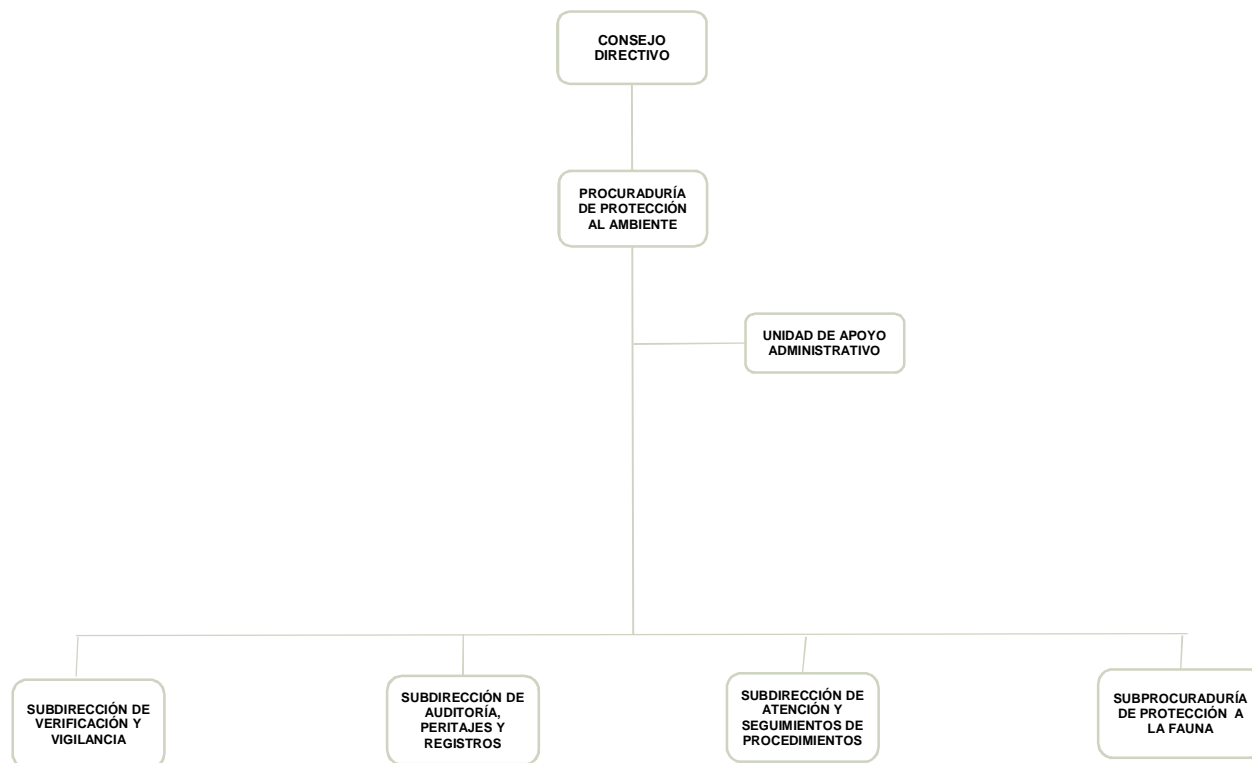 CONSEJO
DIRECTIVO
PROCURADURÍA
DE PROTECCIÓN
AL AMBIENTE
UNIDAD DE APOYO
ADMINISTRATIVO
SUBDIRECCIÓN DE
VERIFICACIÓN Y
VIGILANCIA
SUBDIRECCIÓN DE
AUDITORÍA,
PERITAJES Y
REGISTROS
SUBDIRECCIÓN DE
ATENCIÓN Y
SEGUIMIENTOS DE
PROCEDIMIENTOS
SUBPROCURADURÍA
DE PROTECCIÓN A
LA FAUNA